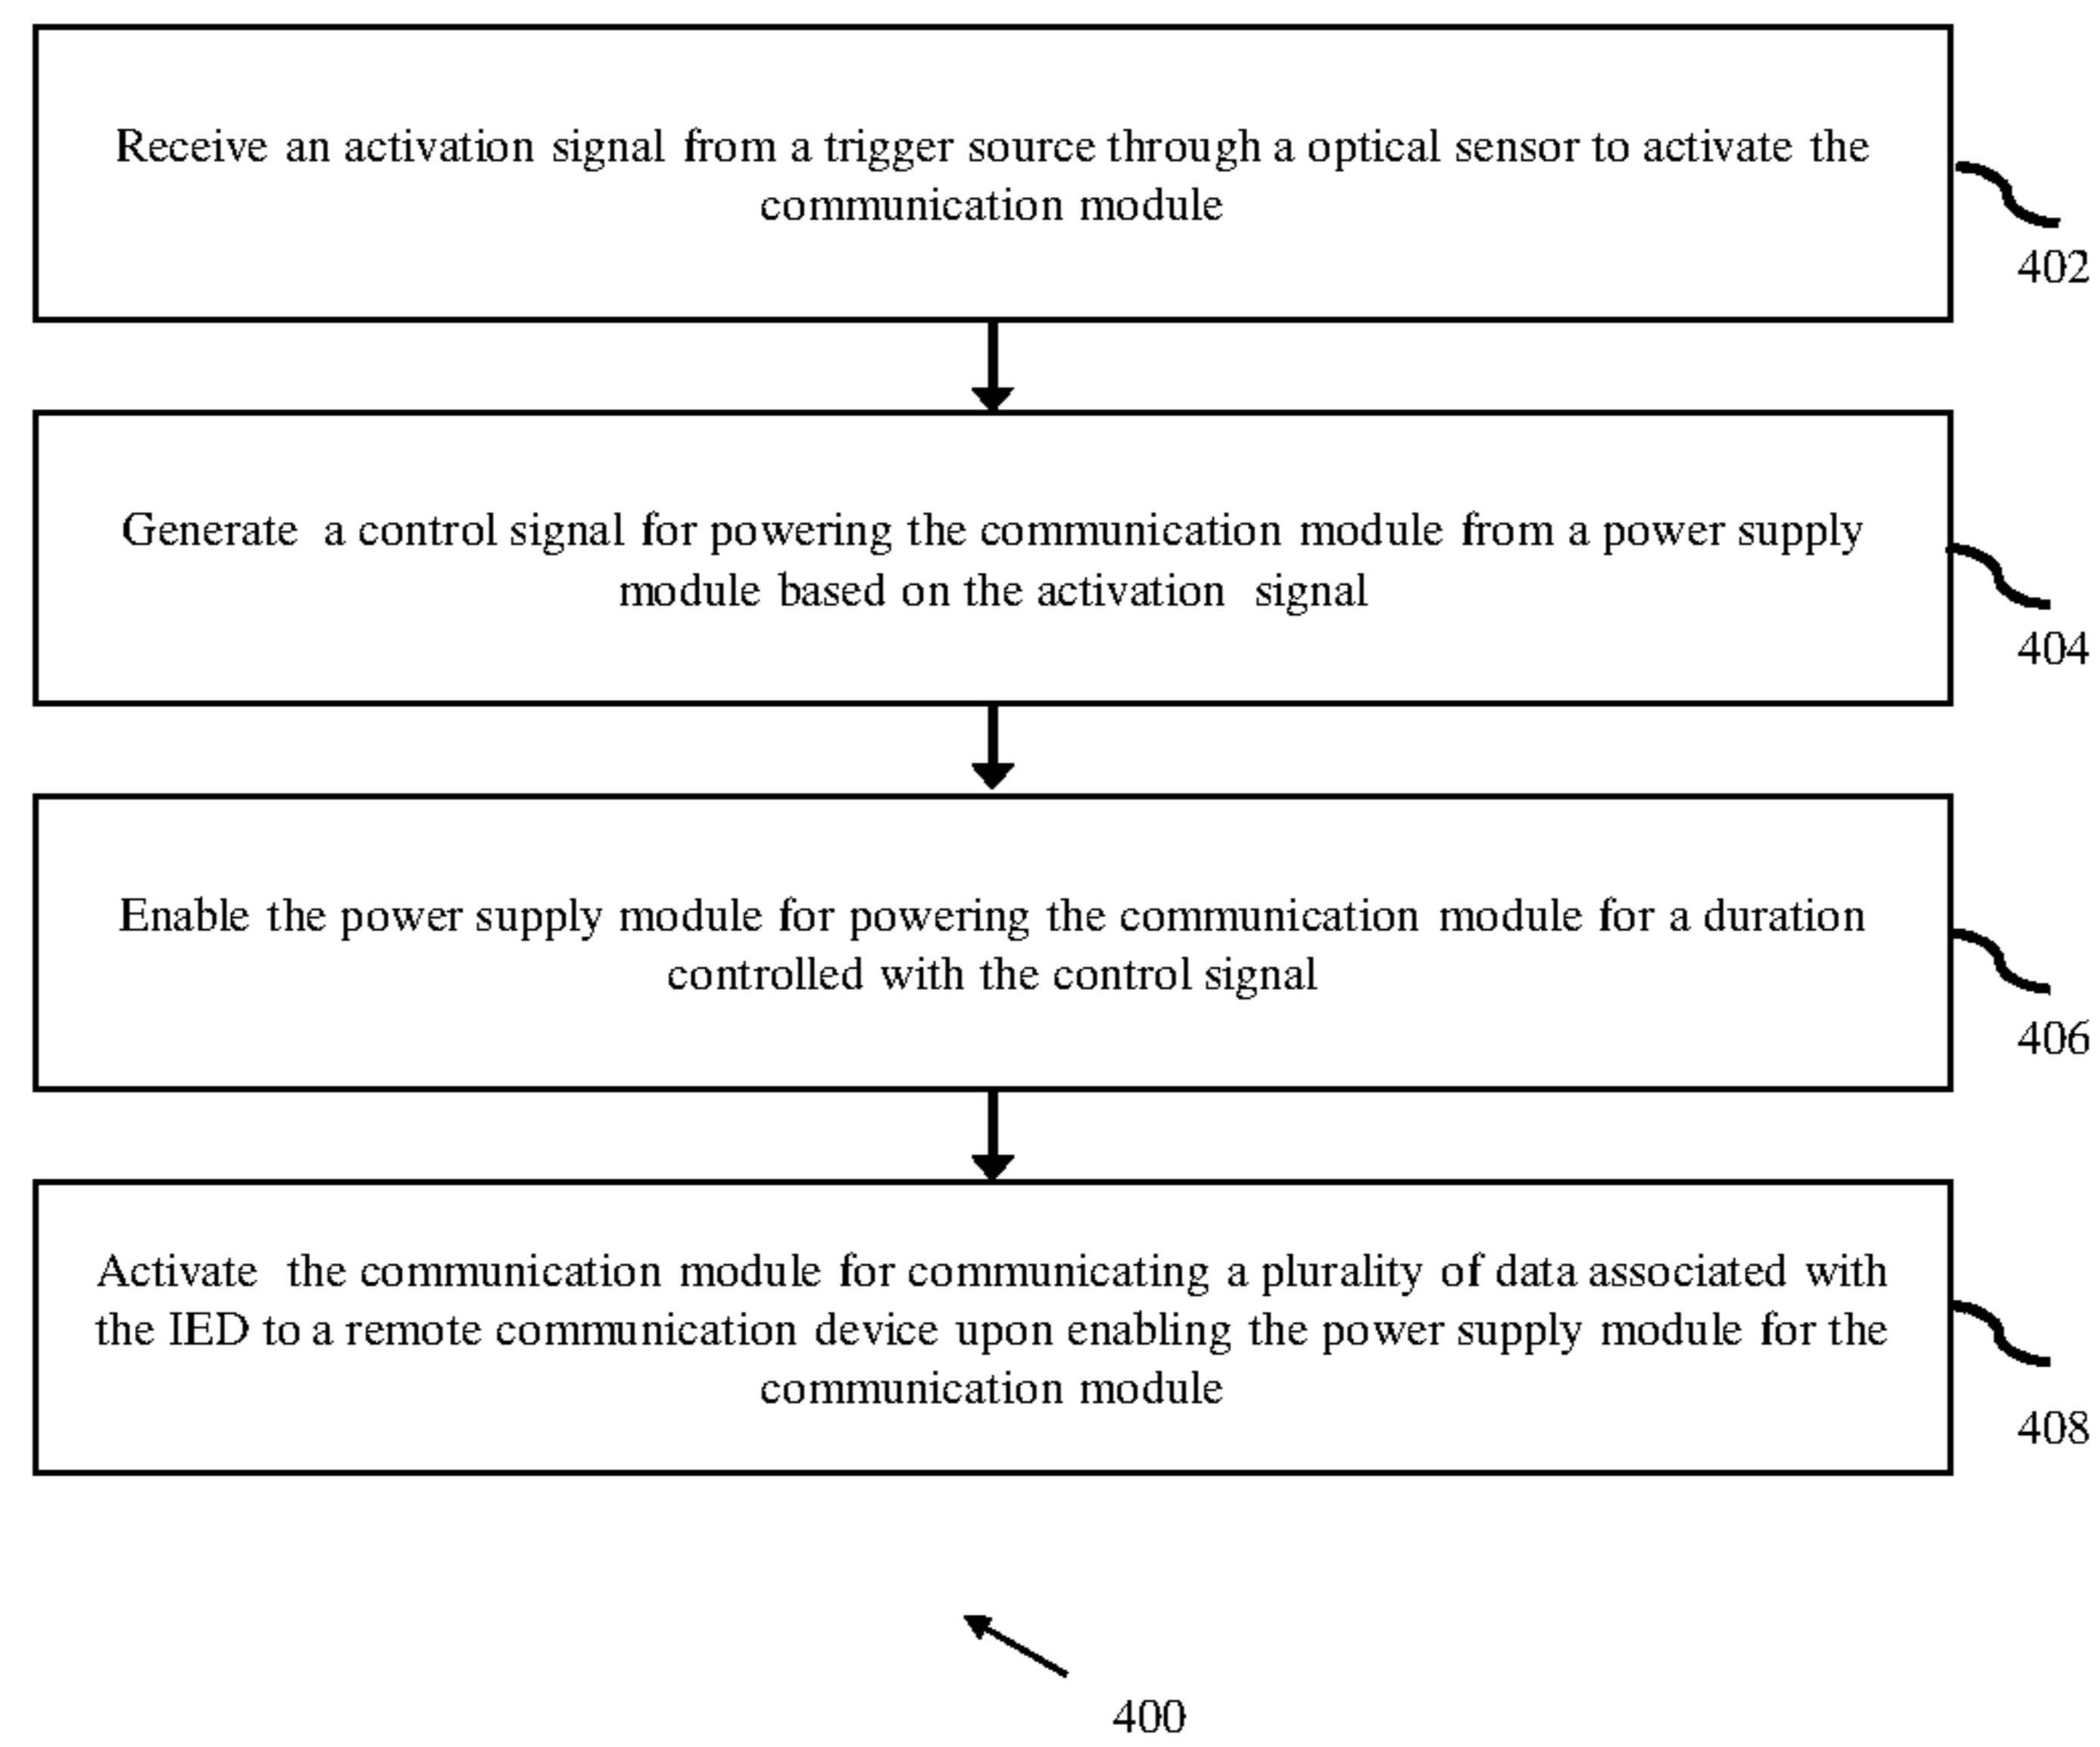 Receive an activation signal from a trigger source through a optical sensor to activate the
communication module
402
Generate a control signal for powering the communication module from a power supply
module based on the activation signal
404
Enable the power supply module for powering the communication module for a duration
controlled with the control signal
406
Activate the communication module for communicating a plurality of data associated with
the IED to a remote communication device upon enabling the power supply module for the
communication module
408
400